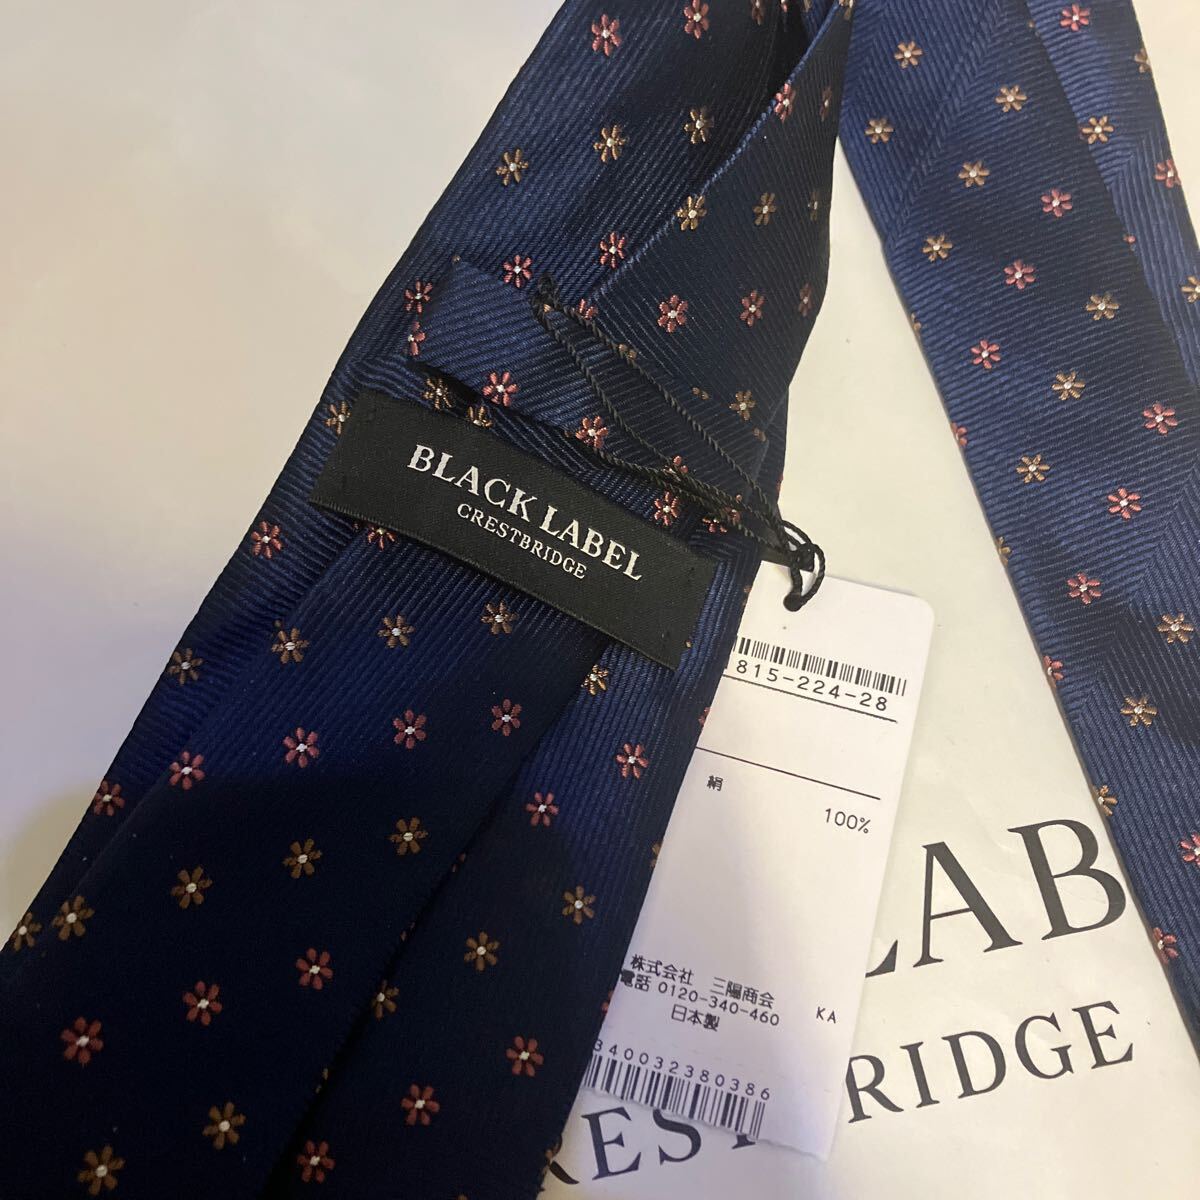 BLACK LABEL
CRESTBRIDGE
815-224-28
絹
100%
株式会社 三陽商会
電話 0120-340-460 KA
日本製
340032380386
LAB
CRESTBRIDGE